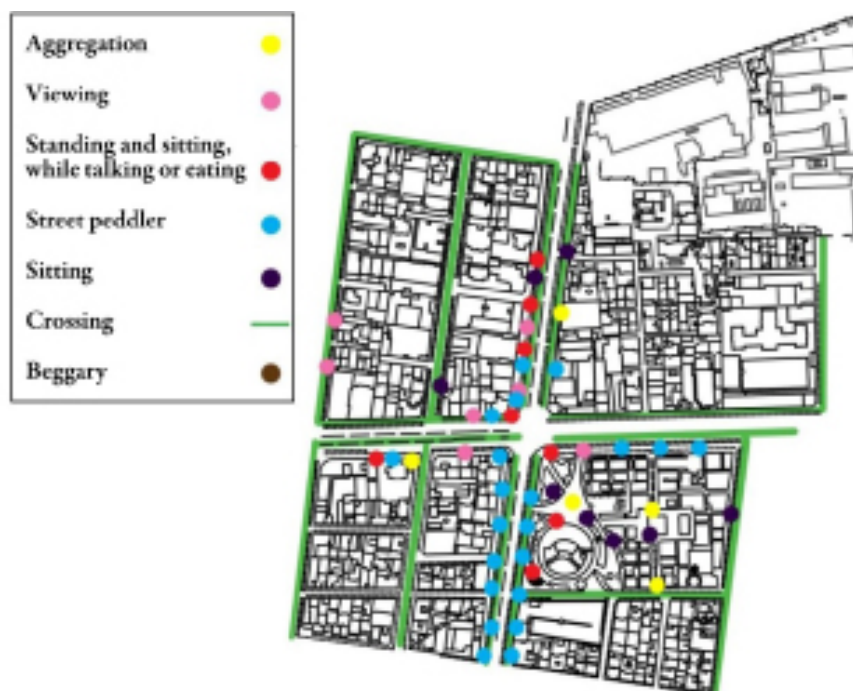 Aggregation
Viewing
Standing and sitting,
while talking or eating
Street peddler
Sitting
Crossing
Beggary